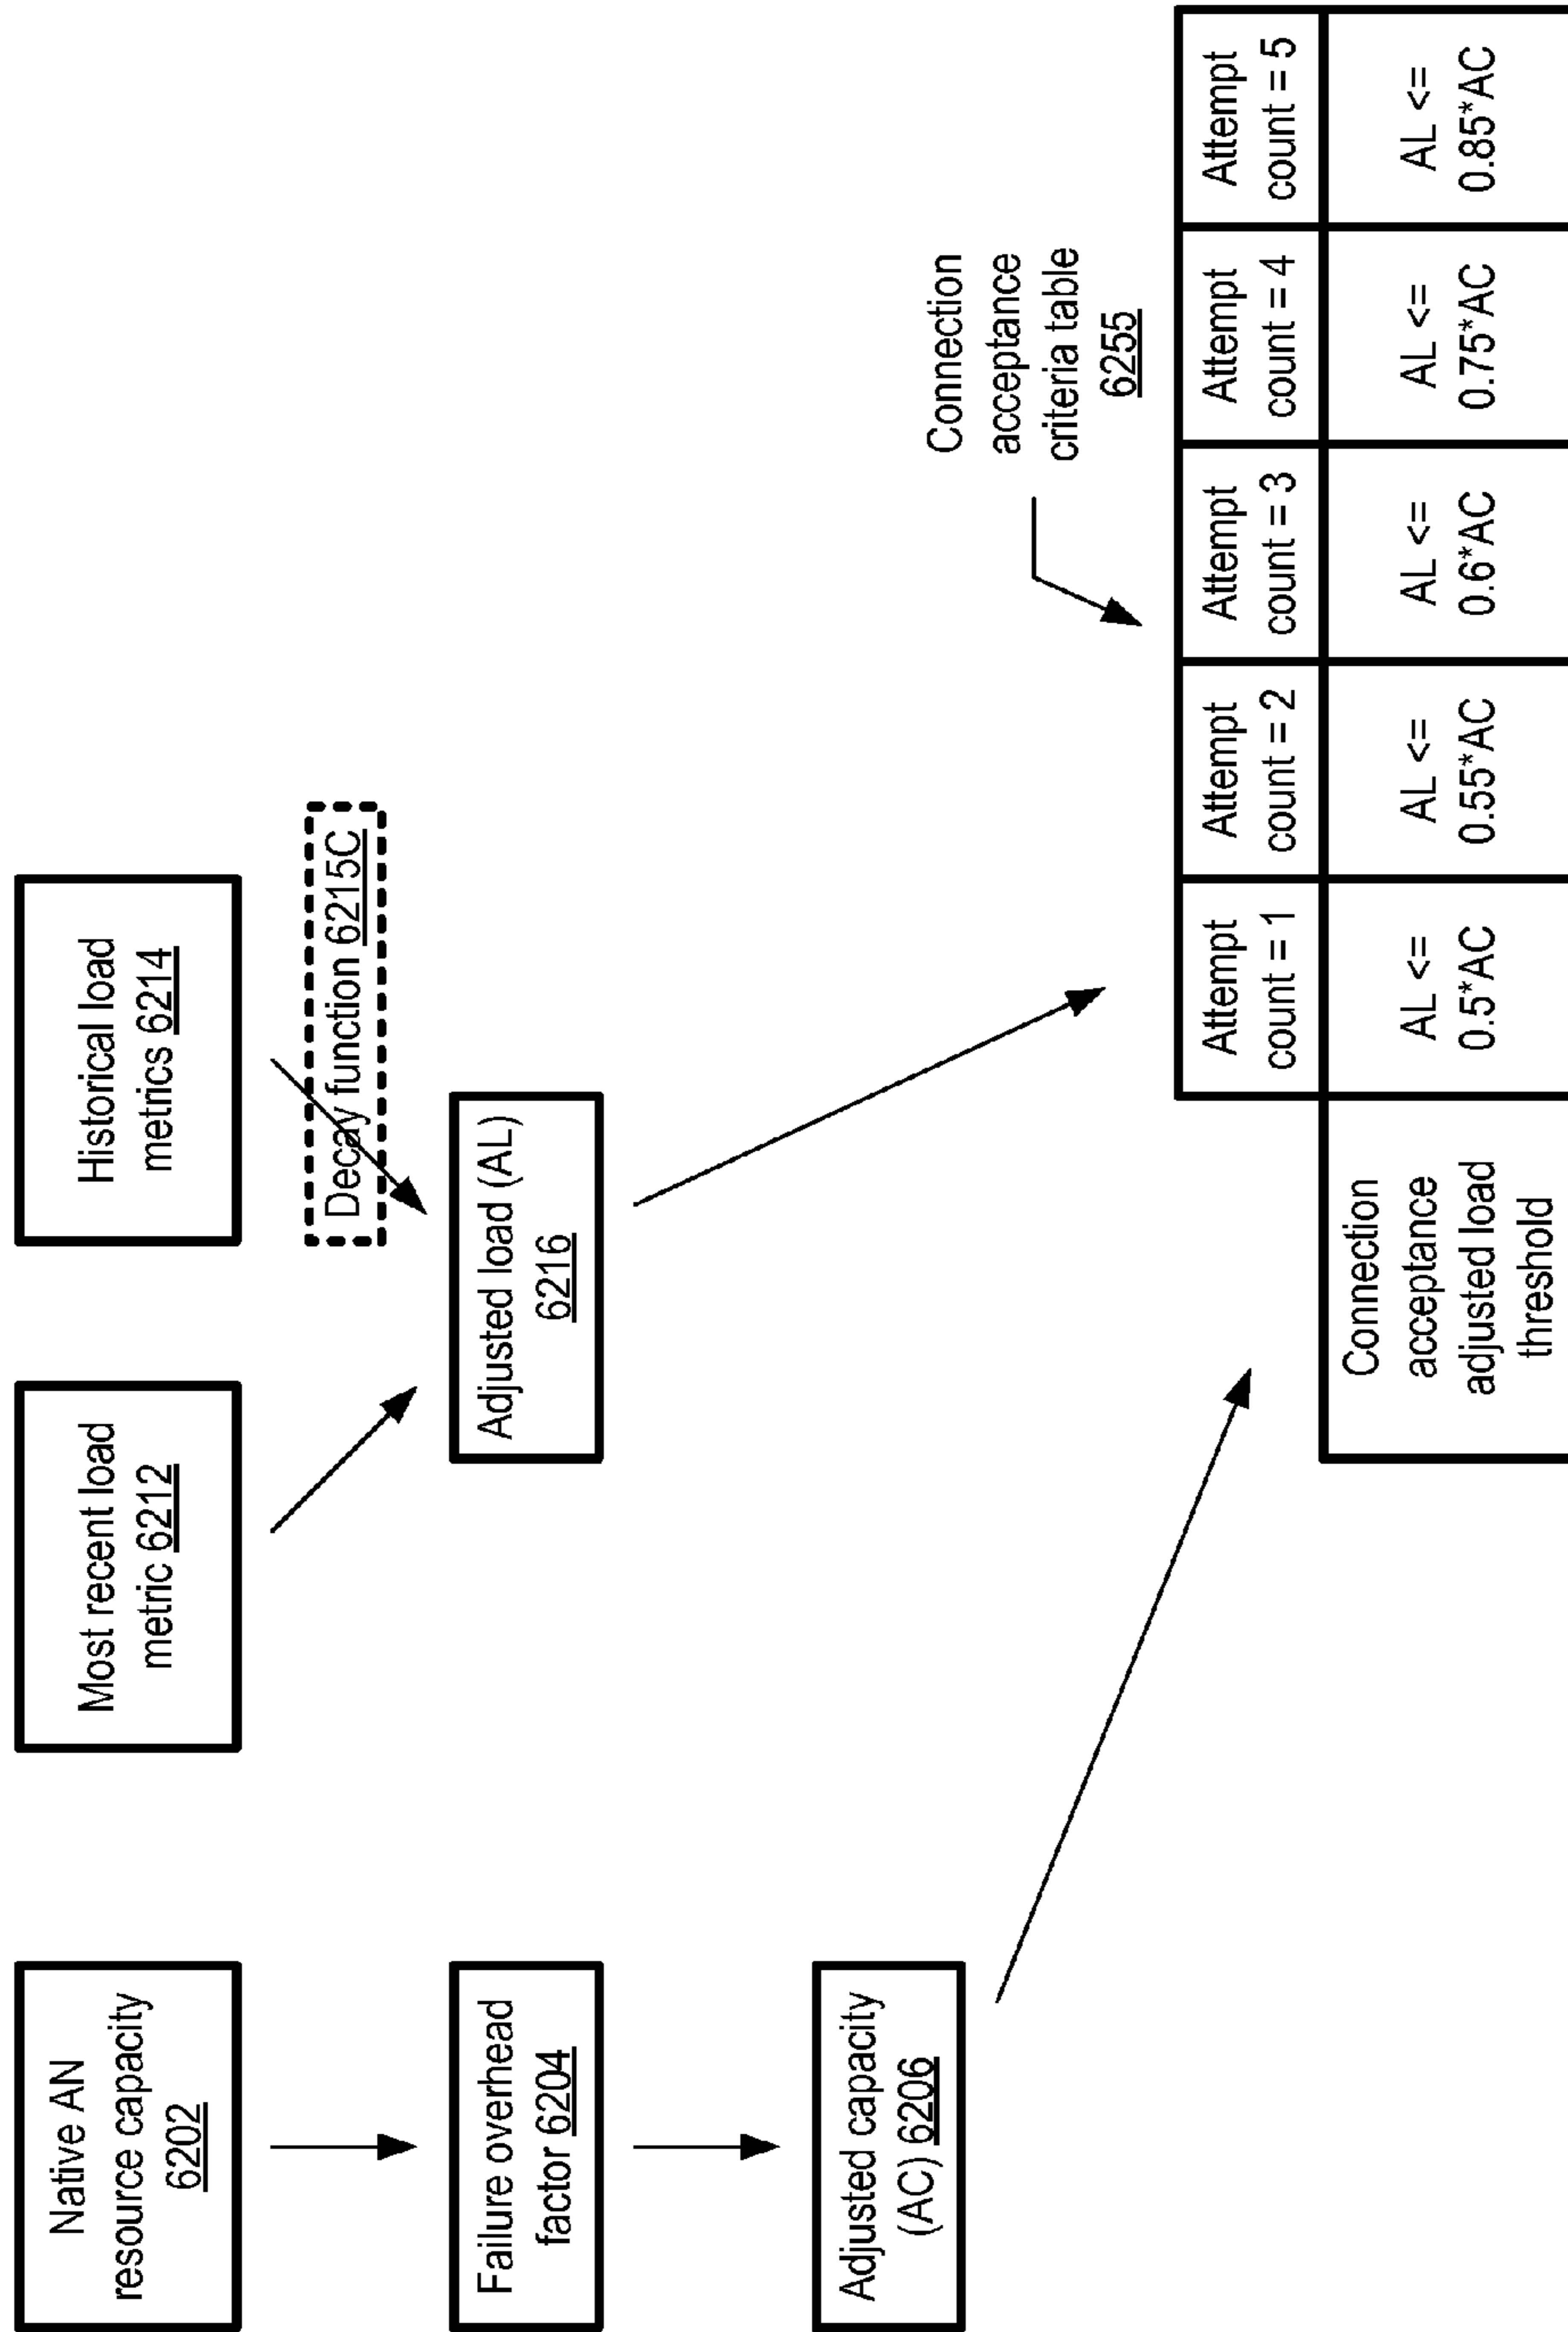 Native AN
resource capacity
6202
Most recent load
metric 6212
Historical load
metrics 6214
Decay function 6215C
Failure overhead
factor 6204
Adjusted load (AL)
6216
Adjusted capacity
(AC) 6206
Connection
acceptance
criteria table
6255
Attempt
count = 1
Attempt
count = 2
Attempt
count = 3
Attempt
count = 4
Attempt
count = 5
Connection
acceptance
adjusted load
threshold
AL <=
0.5*AC
AL <=
0.55*AC
AL <=
0.6*AC
AL <=
0.75*AC
AL <=
0.85*AC